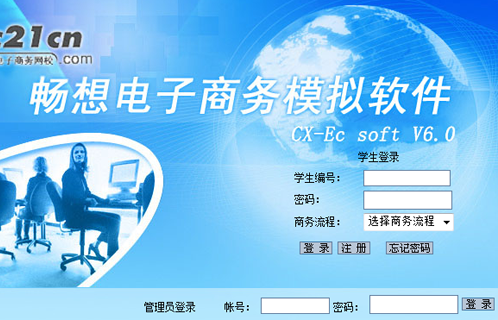 c21cn
电子商务网校.com
畅想电子商务模拟软件
CX-Ec soft V6.0
学生登录
学生编号:
密码:
商务流程: 选择商务流程
登 录 注 册 忘记密码
管理员登录 帐号: 密码: 登 录